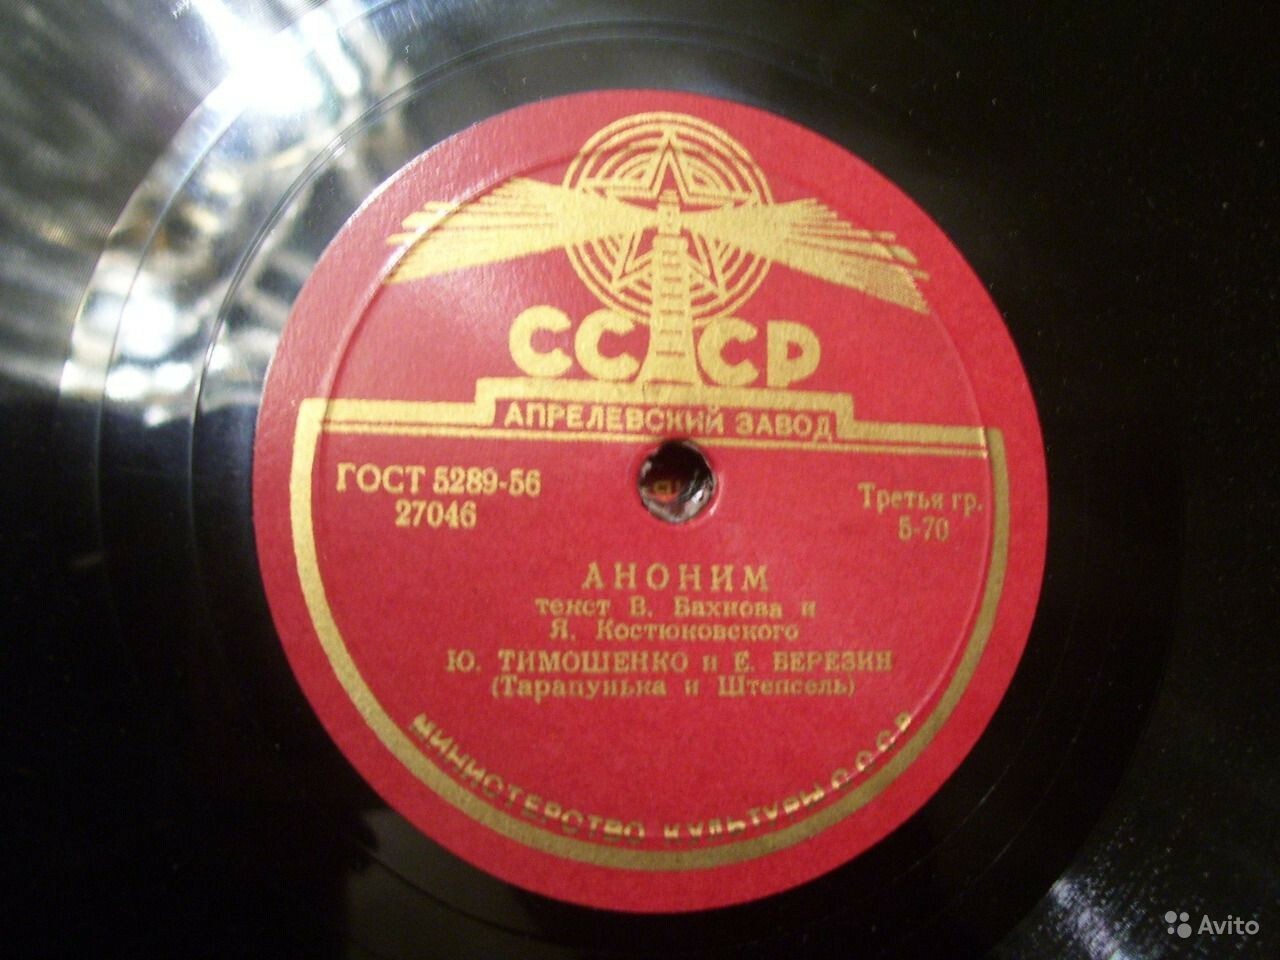 СССР
АПРЕЛЕВСКИЙ ЗАВОД
ГОСТ 5289-56
27046
Третья гр.
5-70
АНОНИМ
текст В. Бахнова и
Я. Костюковского
Ю. ТИМОШЕНКО и Е. БЕРЕЗИН
(Тарапунька и Штепсель)
МИНИСТЕРСТВО КУЛЬТУРЫ СССР
Avito